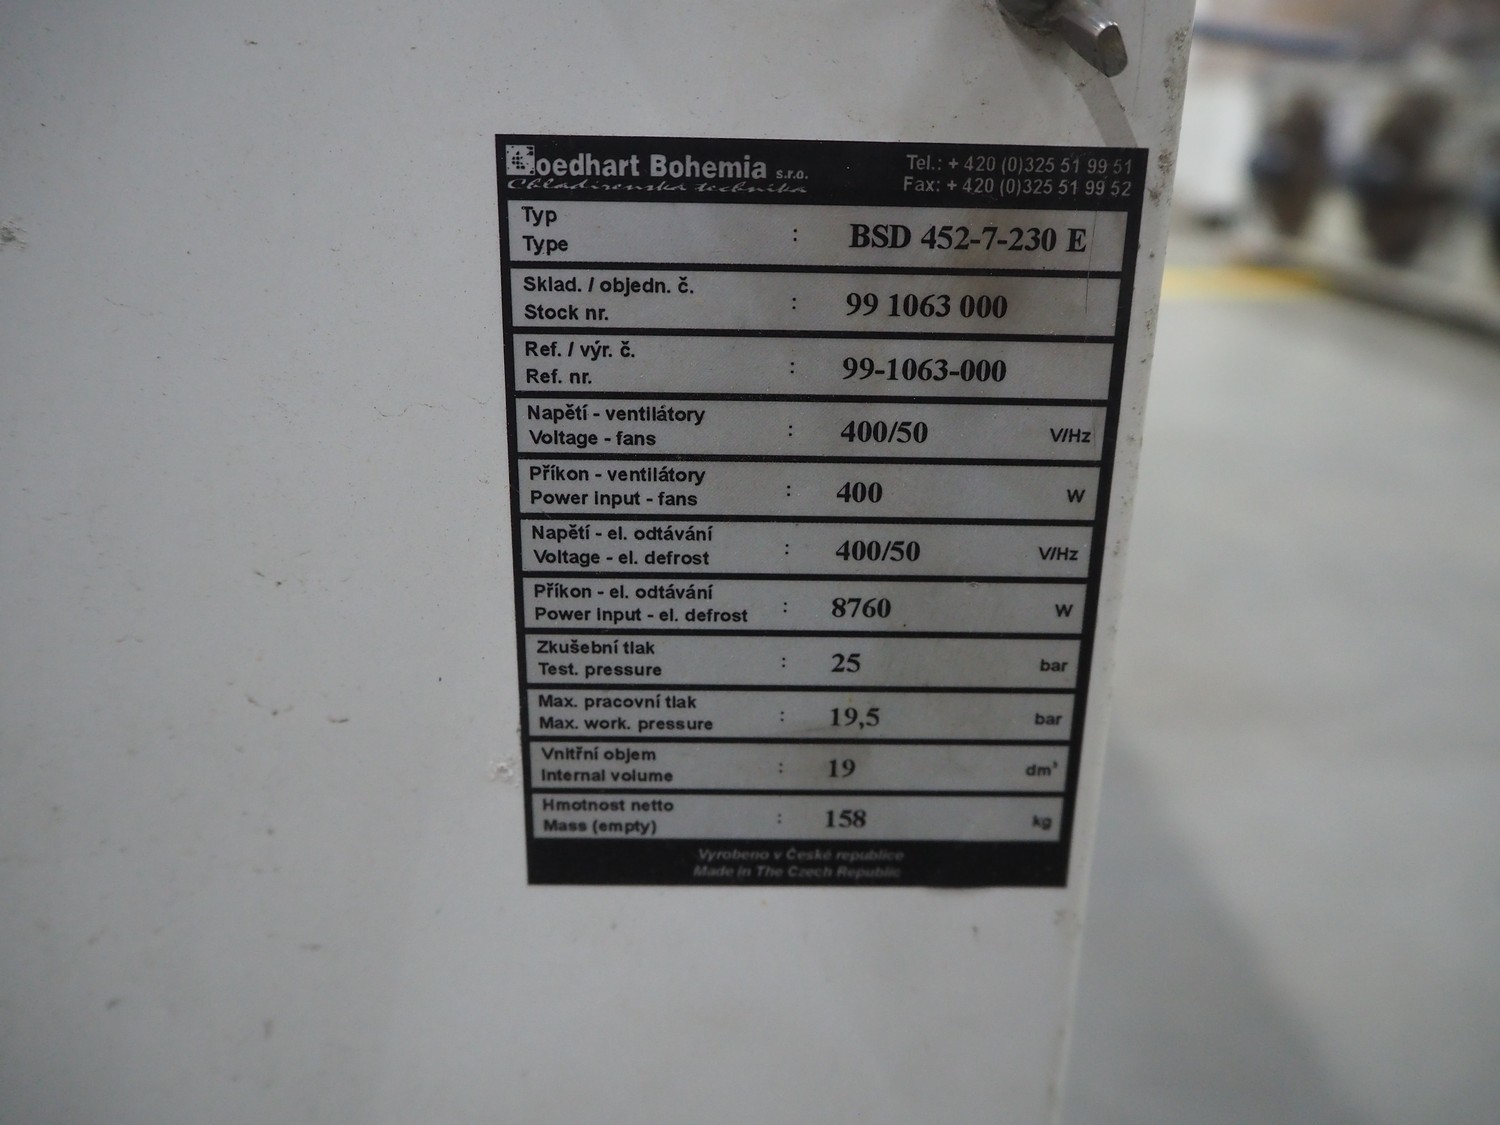 Goedhart Bohemia s.r.o.
Chladírenská technika
Tel.: + 420 (0)325 51 99 51
Fax: + 420 (0)325 51 99 52
Typ
Type : BSD 452-7-230 E
Sklad. / objedn. č.
Stock nr. : 99 1063 000
Ref. / výr. č.
Ref. nr. : 99-1063-000
Napětí - ventilátory
Voltage - fans : 400/50 V/Hz
Příkon - ventilátory
Power input - fans : 400 W
Napětí - el. odtávání
Voltage - el. defrost : 400/50 V/Hz
Příkon - el. odtávání
Power input - el. defrost : 8760 W
Zkušební tlak
Test. pressure : 25 bar
Max. pracovní tlak
Max. work. pressure : 19,5 bar
Vnitřní objem
Internal volume : 19 dm³
Hmotnost netto
Mass (empty) : 158 kg
Vyrobeno v České republice
Made in The Czech Republic